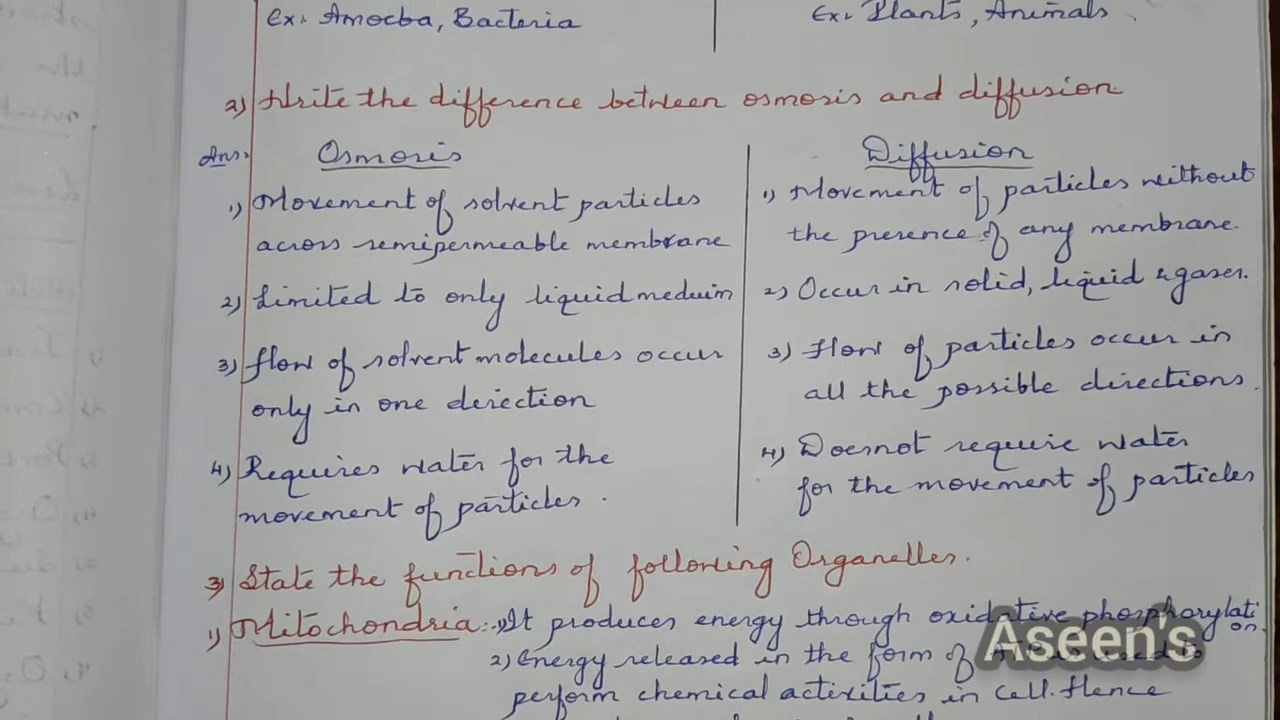 Ex: Amoeba, Bacteria
Ex: Plants, Animals.
2) Write the difference between osmosis and diffusion.
Ans:
Osmosis
1) Movement of solvent particles
across semipermeable membrane
2) Limited to only liquid meduim
3) flow of solvent molecules occur
only in one direction
4) Requires water for the
movement of particles.
Diffusion
1) Movement of particles without
the presence of any membrane.
2) Occur in solid, liquid & gases.
3) Flow of particles occur in
all the possible directions.
4) Doesnot require water
for the movement of particles
3) State the functions of following Organelles.
1) Mitochondria :- 1) It produces energy through oxidative phosphorylation.
2) Energy released in the form of used to
perform chemical activities in cell. Hence
Aseen's